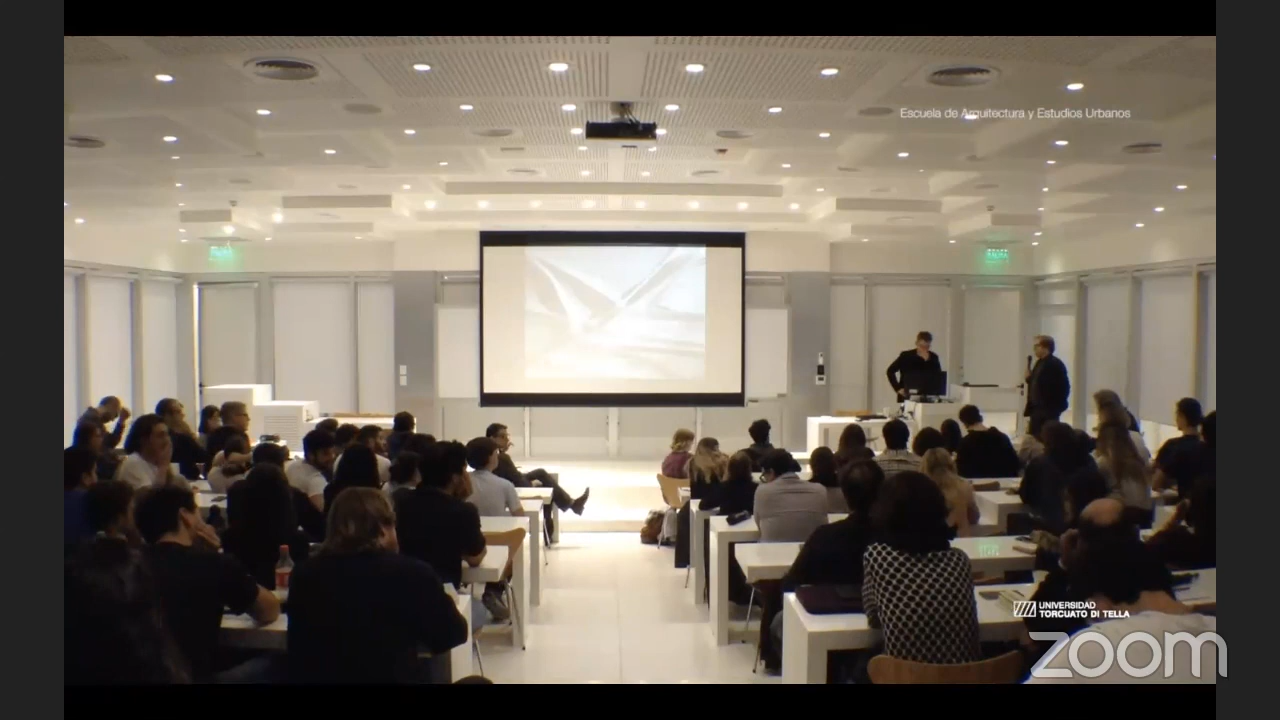 Escuela de Arquitectura y Estudios Urbanos
UNIVERSIDAD
TORCUATO DI TELLA
zoom